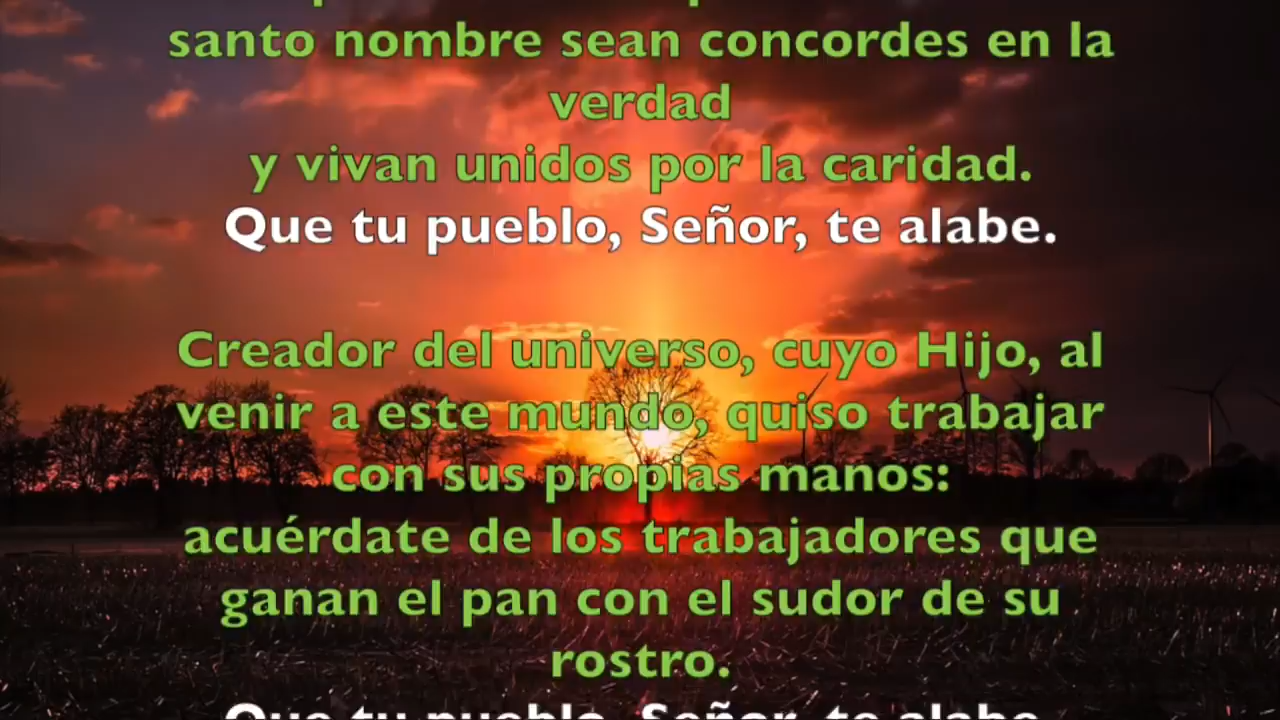 santo nombre sean concordes en la
verdad
y vivan unidos por la caridad.
Que tu pueblo, Señor, te alabe.
Creador del universo, cuyo Hijo, al
venir a este mundo, quiso trabajar
con sus propias manos:
acuérdate de los trabajadores que
ganan el pan con el sudor de su
rostro.
Que tu pueblo, Señor, te alabe.